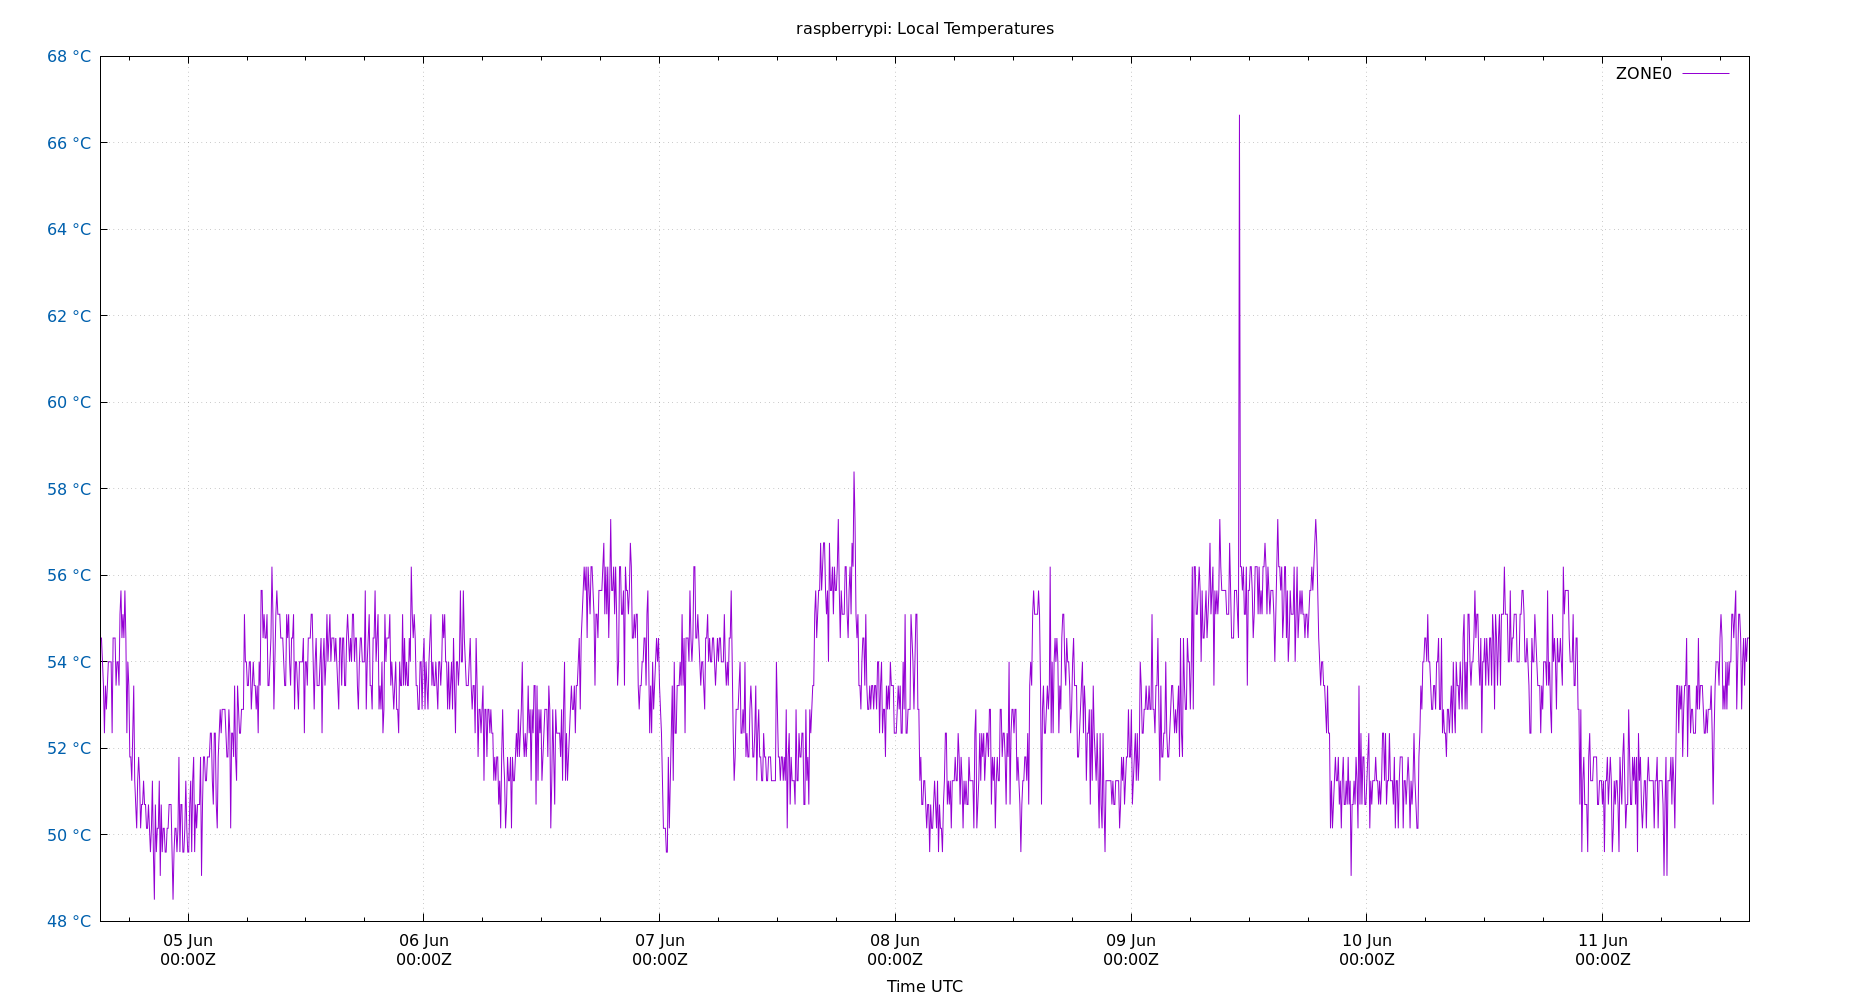 raspberrypi: Local Temperatures
68 °C
ZONE0
66 °C
64 °C
62 °C
60 °C
58 °C
56 °C
54 °C
52 °C
50 °C
48 °C
05 Jun 06 Jun 07 Jun 08 Jun 09 Jun 10 Jun 11 Jun
00:00Z 00:00Z 00:00Z 00:00Z 00:00Z 00:00Z 00:00Z
Time UTC